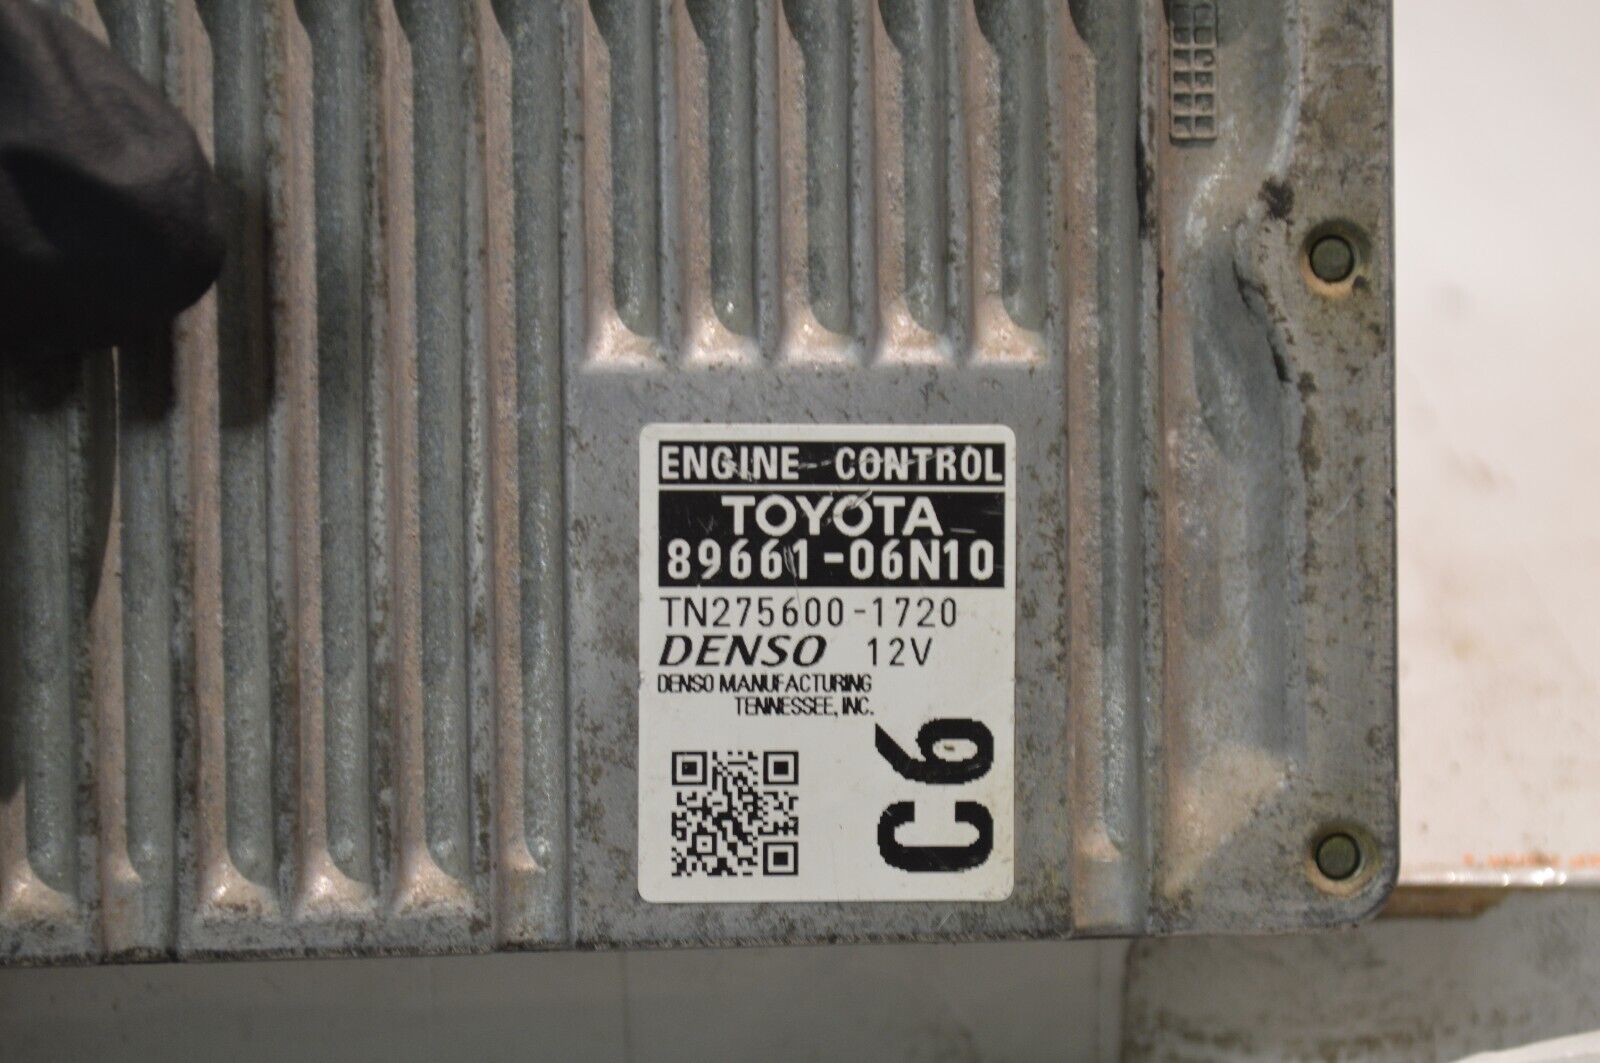 ENGINE CONTROL
TOYOTA
89661-06N10
TN275600-1720
DENSO 12V
DENSO MANUFACTURING
TENNESSEE, INC.
C6